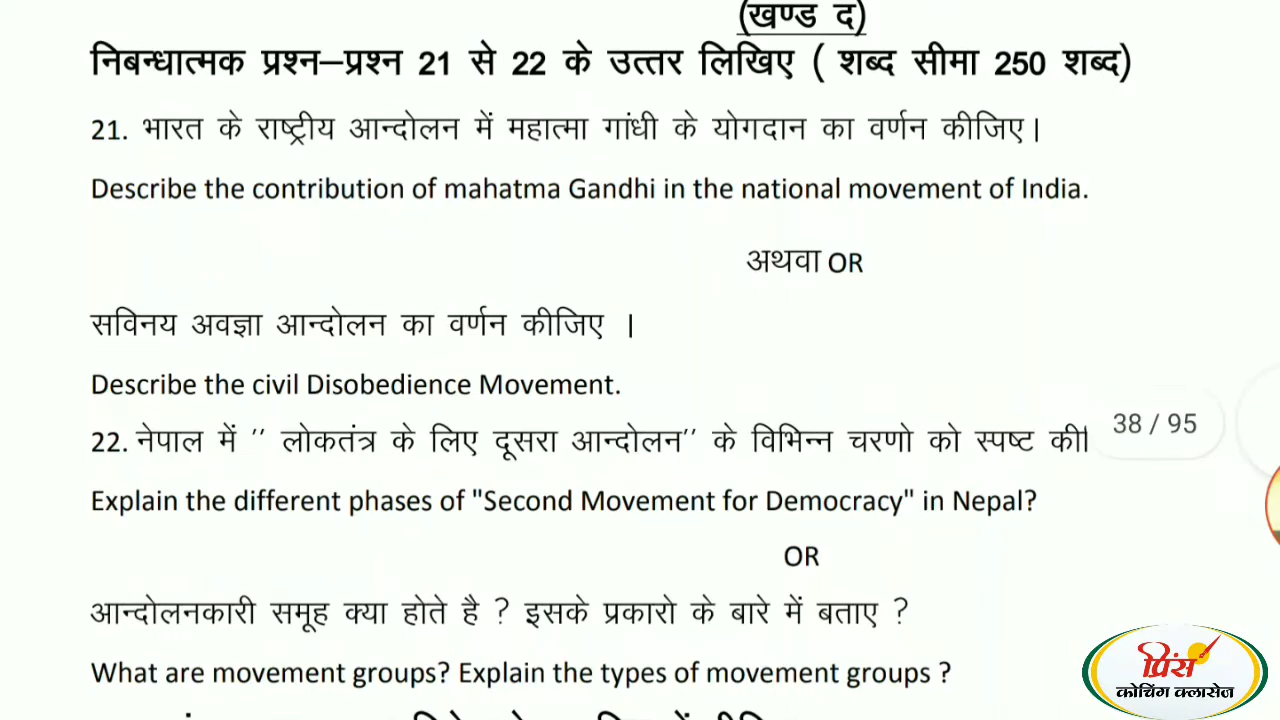 (खण्ड द)
निबन्धात्मक प्रश्न–प्रश्न 21 से 22 के उत्तर लिखिए ( शब्द सीमा 250 शब्द)
21. भारत के राष्ट्रीय आन्दोलन में महात्मा गांधी के योगदान का वर्णन कीजिए।
Describe the contribution of mahatma Gandhi in the national movement of India.
अथवा OR
सविनय अवज्ञा आन्दोलन का वर्णन कीजिए ।
Describe the civil Disobedience Movement.
22. नेपाल में ’’ लोकतंत्र के लिए दूसरा आन्दोलन’’ के विभिन्न चरणो को स्पष्ट
38 / 95
Explain the different phases of "Second Movement for Democracy" in Nepal?
OR
आन्दोलनकारी समूह क्या होते है ? इसके प्रकारो के बारे में बताए ?
What are movement groups? Explain the types of movement groups ?
प्रिंस
कोचिंग क्लासेज